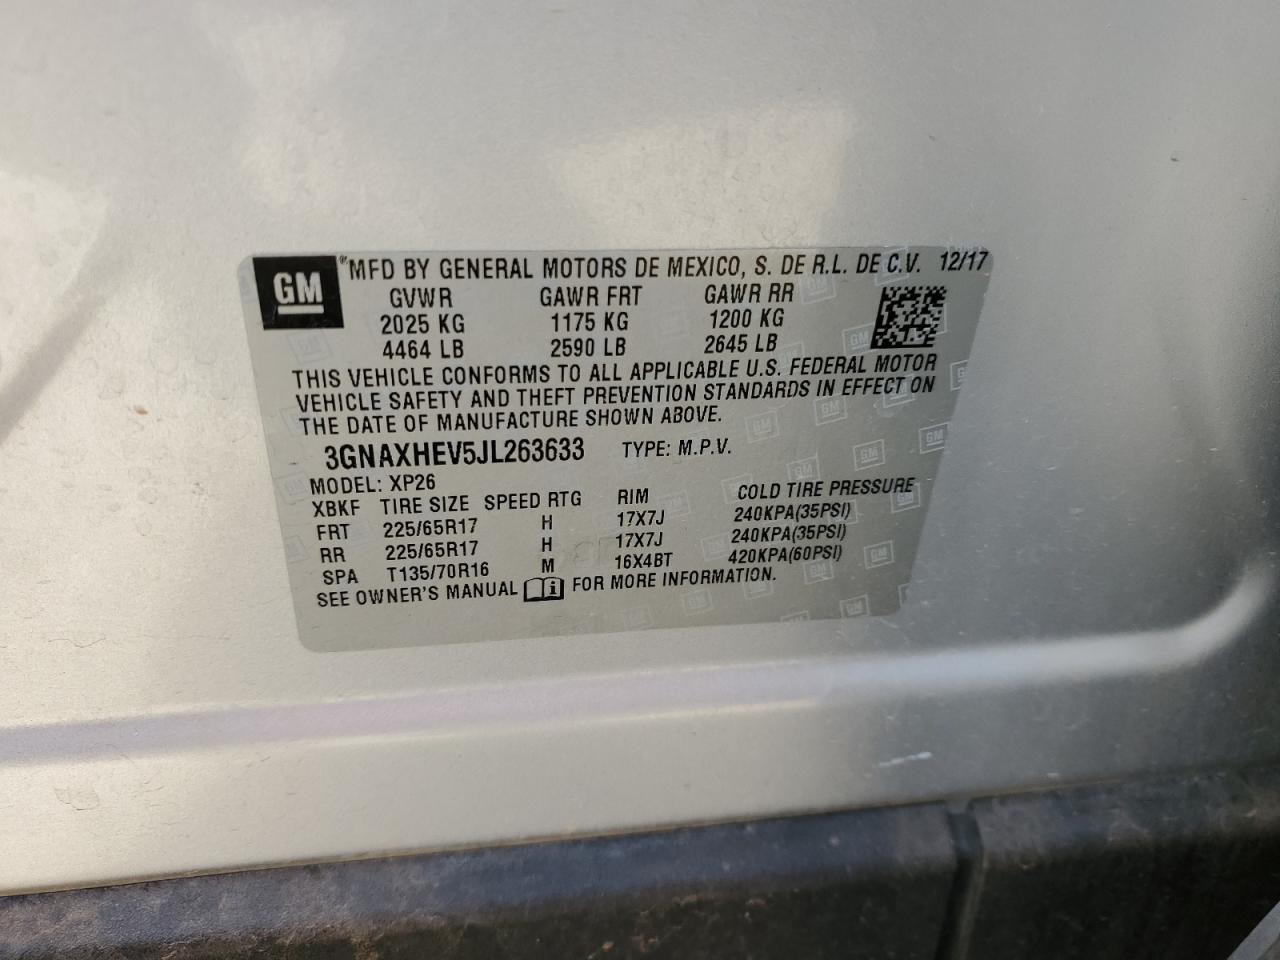 GM ®MFD BY GENERAL MOTORS DE MEXICO, S. DE R.L. DE C.V. 12/17
GVWR GAWR FRT GAWR RR
2025 KG 1175 KG 1200 KG
4464 LB 2590 LB 2645 LB
THIS VEHICLE CONFORMS TO ALL APPLICABLE U.S. FEDERAL MOTOR
VEHICLE SAFETY AND THEFT PREVENTION STANDARDS IN EFFECT ON
THE DATE OF MANUFACTURE SHOWN ABOVE.
3GNAXHEV5JL263633 TYPE: M.P.V.
MODEL: XP26
XBKF TIRE SIZE SPEED RTG RIM COLD TIRE PRESSURE
FRT 225/65R17 H 17X7J 240KPA(35PSI)
RR 225/65R17 H 17X7J 240KPA(35PSI)
SPA T135/70R16 M 16X4BT 420KPA(60PSI)
SEE OWNER'S MANUAL i FOR MORE INFORMATION.